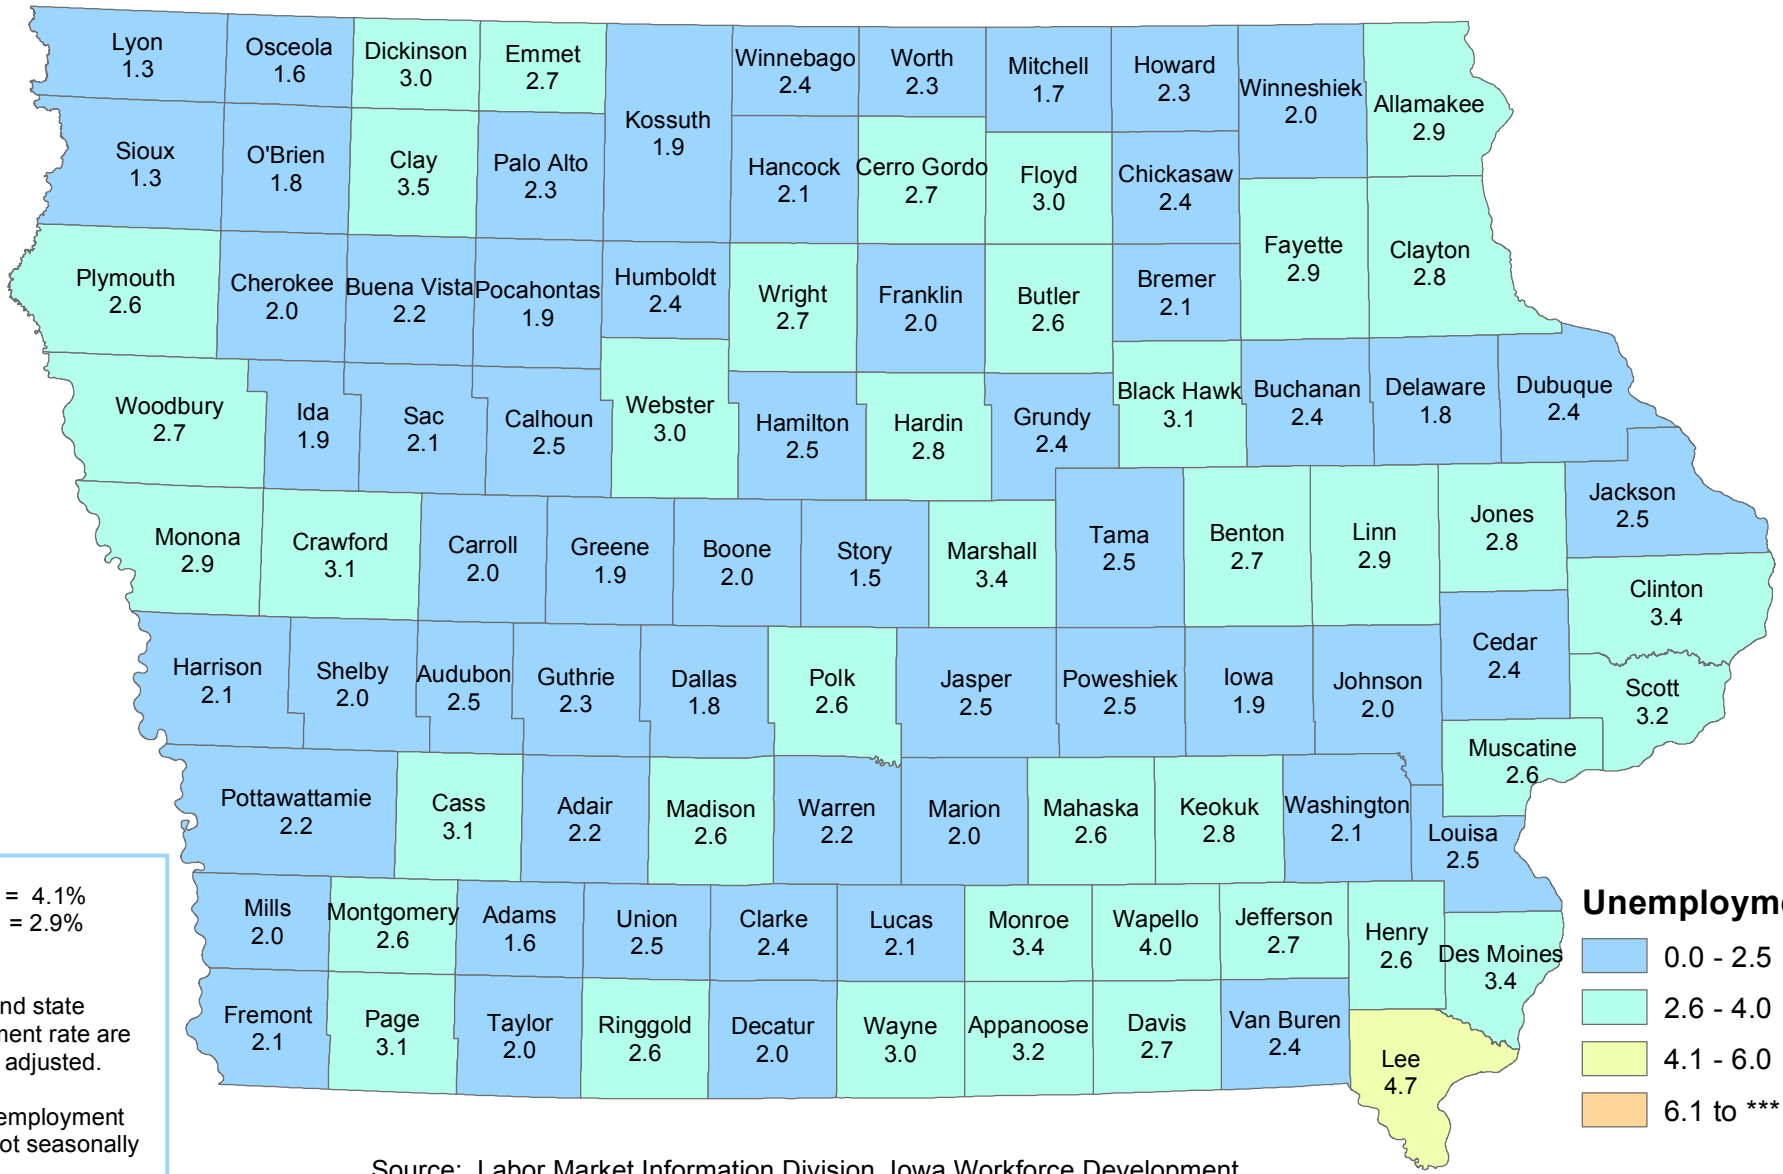 Lyon
1.3
Osceola
1.6
Dickinson
3.0
Emmet
2.7
Kossuth
1.9
Winnebago
2.4
Worth
2.3
Mitchell
1.7
Howard
2.3
Winneshiek
2.0
Allamakee
2.9
Sioux
1.3
O'Brien
1.8
Clay
3.5
Palo Alto
2.3
Hancock
2.1
Cerro Gordo
2.7
Floyd
3.0
Chickasaw
2.4
Fayette
2.9
Clayton
2.8
Plymouth
2.6
Cherokee
2.0
Buena Vista
2.2
Pocahontas
1.9
Humboldt
2.4
Wright
2.7
Franklin
2.0
Butler
2.6
Bremer
2.1
Woodbury
2.7
Ida
1.9
Sac
2.1
Calhoun
2.5
Webster
3.0
Hamilton
2.5
Hardin
2.8
Grundy
2.4
Black Hawk
3.1
Buchanan
2.4
Delaware
1.8
Dubuque
2.4
Monona
2.9
Crawford
3.1
Carroll
2.0
Greene
1.9
Boone
2.0
Story
1.5
Marshall
3.4
Tama
2.5
Benton
2.7
Linn
2.9
Jones
2.8
Jackson
2.5
Clinton
3.4
Harrison
2.1
Shelby
2.0
Audubon
2.5
Guthrie
2.3
Dallas
1.8
Polk
2.6
Jasper
2.5
Poweshiek
2.5
Iowa
1.9
Johnson
2.0
Cedar
2.4
Scott
3.2
Muscatine
2.6
Pottawattamie
2.2
Cass
3.1
Adair
2.2
Madison
2.6
Warren
2.2
Marion
2.0
Mahaska
2.6
Keokuk
2.8
Washington
2.1
Louisa
2.5
Mills
2.0
Montgomery
2.6
Adams
1.6
Union
2.5
Clarke
2.4
Lucas
2.1
Monroe
3.4
Wapello
4.0
Jefferson
2.7
Henry
2.6
Des Moines
3.4
Fremont
2.1
Page
3.1
Taylor
2.0
Ringgold
2.6
Decatur
2.0
Wayne
3.0
Appanoose
3.2
Davis
2.7
Van Buren
2.4
Lee
4.7
= 4.1%
= 2.9%
nd state
ment rate are
adjusted.
employment
ot seasonally
Unemployme
0.0 - 2.5
2.6 - 4.0
4.1 - 6.0
6.1 to ***
Source: Labor Market Information Division, Iowa Workforce Development